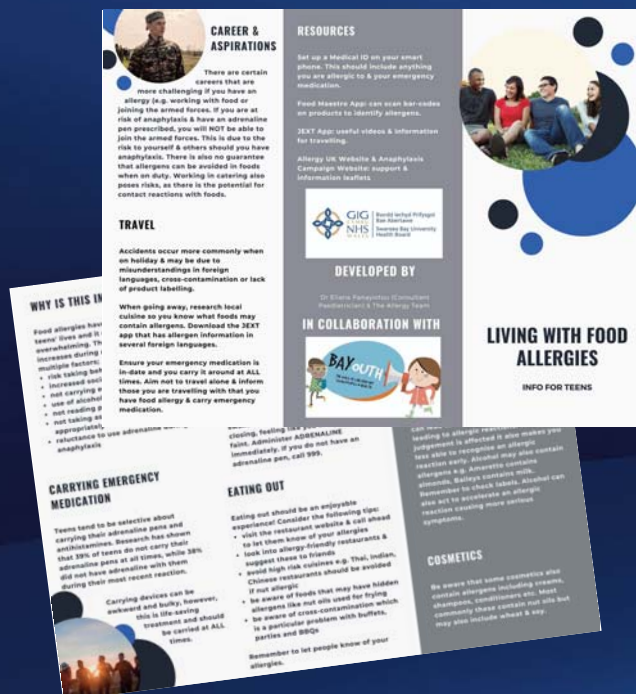 CAREER &
ASPIRATIONS
There are certain
careers that are
more challenging if you have an
allergy (e.g. working with food or
joining the armed forces. If you are at
risk of anaphylaxis & have an adrenaline
pen prescribed, you will NOT be able to
join the armed forces. This is due to the
risk to yourself & others should you have
anaphylaxis. There is also no guarantee
that allergens can be avoided in foods
when on duty. Working in catering also
poses risks, as there is the potential for
contact reactions with foods.
TRAVEL
Accidents occur more commonly when
on holiday & may be due to
misunderstandings in foreign
languages, cross-contamination or lack
of product labelling.
When going away, research local
cuisine so you know what foods may
contain allergens. Download the JEXT
app that has allergen information in
several foreign languages.
Ensure your emergency medication is
in-date and you carry it around at ALL
times. Aim not to travel alone & inform
those you are travelling with that you
have food allergy & carry emergency
medication.
RESOURCES
Set up a Medical ID on your smart
phone. This should include anything
you are allergic to & your emergency
medication.
Food Maestro App: can scan bar-codes
on products to identify allergens.
JEXT App: useful videos & information
for travelling.
Allergy UK Website & Anaphylaxis
Campaign Website: support &
information leaflets
GIG
CYMRU
NHS
WALES
Bwrdd Iechyd Prifysgol
Bae Abertawe
Swansea Bay University
Health Board
DEVELOPED BY
Dr Eliana Panayiotou (Consultant
Paediatrician) & The Allergy Team
IN COLLABORATION WITH
BAY
YOUTH
LIVING WITH FOOD
ALLERGIES
INFO FOR TEENS
WHY IS THIS
Food allergies
teens' lives and
overwhelming.
increases during
multiple factors:
• risk taking
• increased
• not carrying
• use of alcohol
• not reading
• not taking
appropriately
• reluctance to use adrenaline
anaphylaxis
CARRYING EMERGENCY
MEDICATION
Teens tend to be selective about
carrying their adrenaline pens and
antihistamines. Research has shown
that 39% of teens do not carry their
adrenaline pens at all times, while 38%
did not have adrenaline with them
during their most recent reaction.
Carrying devices can be
awkward and bulky, however,
this is life-saving
treatment and should
be carried at ALL
times.
closing, feeling like
faint. Administer ADRENALINE
immediately. If you do not have an
adrenaline pen, call 999.
EATING OUT
Eating out should be an enjoyable
experience! Consider the following tips:
• visit the restaurant website & call ahead
to let them know of your allergies
• look into allergy-friendly restaurants &
suggest these to friends
• avoid high risk cuisines e.g. Thai, Indian,
Chinese restaurants should be avoided
if nut allergic
• be aware of foods that may have hidden
allergens like nut oils used for frying
• be aware of cross-contamination which
is a particular problem with buffets,
parties and BBQs
Remember to let people know of your
allergies.
leading to allergic
judgement is affected it also makes you
less able to recognise an allergic
reaction early. Alcohol may also contain
allergens e.g. Amaretto contains
almonds, Baileys contains milk.
Remember to check labels. Alcohol can
also act to accelerate an allergic
reaction causing more serious
symptoms.
COSMETICS
Be aware that some cosmetics also
contain allergens including creams,
shampoos, conditioners etc. Most
commonly these contain nut oils but
may also include wheat & soy.